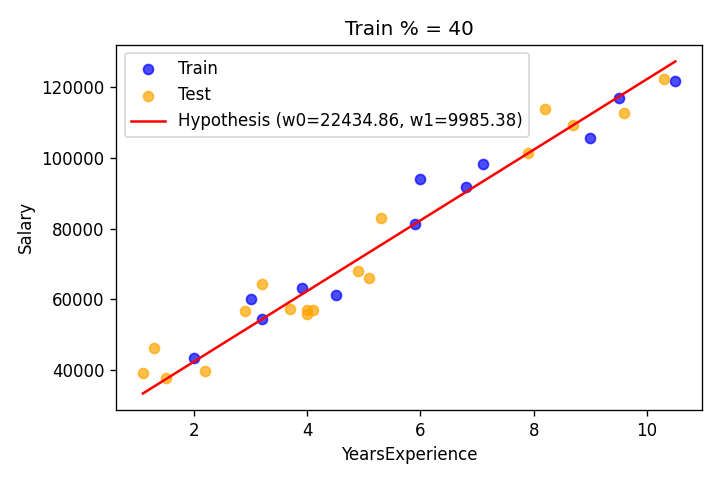 Train % = 40
Train
Test
Hypothesis (w0=22434.86, w1=9985.38)
120000
100000
80000
60000
40000
Salary
2 4 6 8 10
YearsExperience